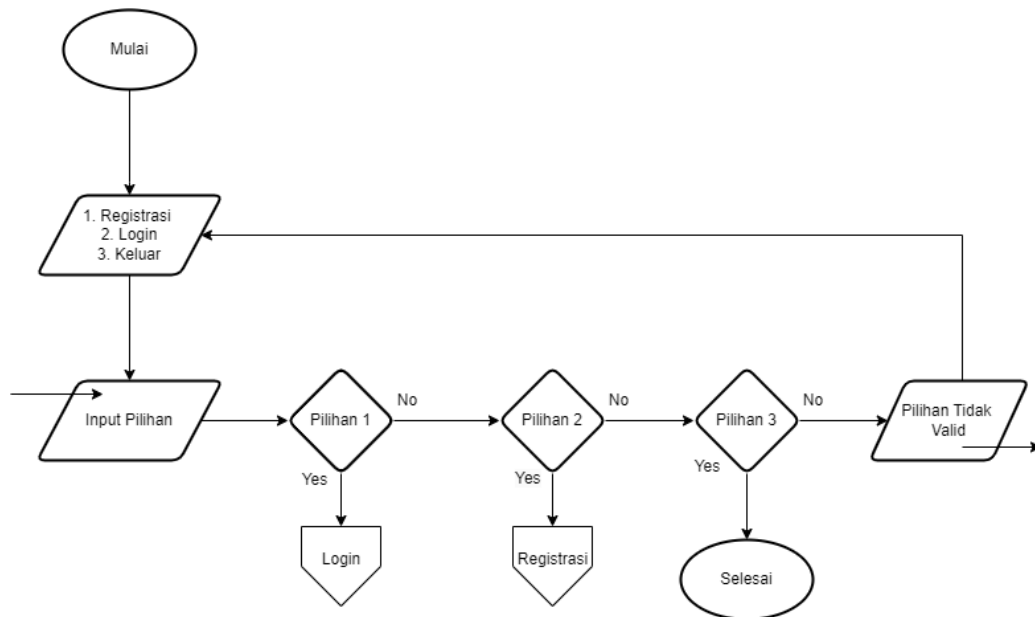 Mulai
1. Registrasi
2. Login
3. Keluar
Input Pilihan
Pilihan 1
No
Pilihan 2
No
Pilihan 3
No
Pilihan Tidak
Valid
Yes
Yes
Yes
Login
Registrasi
Selesai